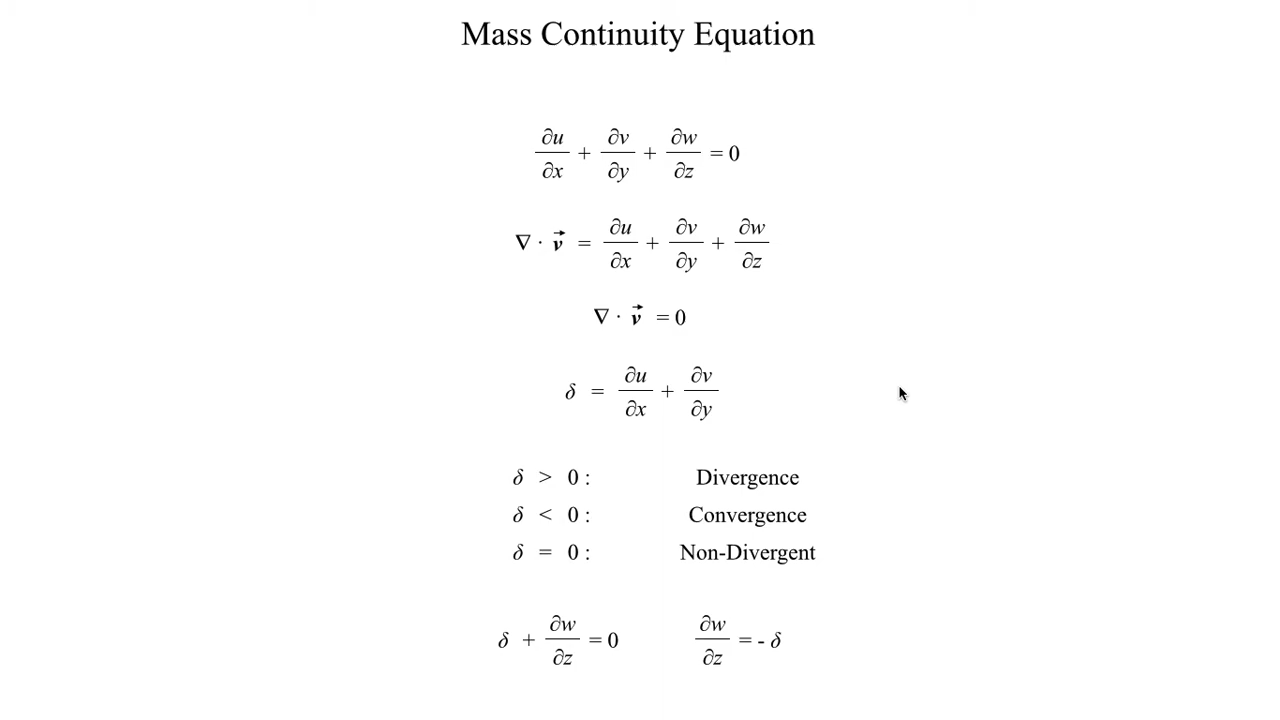 Mass Continuity Equation
∂u/∂x + ∂v/∂y + ∂w/∂z = 0
∇ · v⃗ = ∂u/∂x + ∂v/∂y + ∂w/∂z
∇ · v⃗ = 0
δ = ∂u/∂x + ∂v/∂y
δ > 0 : Divergence
δ < 0 : Convergence
δ = 0 : Non-Divergent
δ + ∂w/∂z = 0 ∂w/∂z = - δ